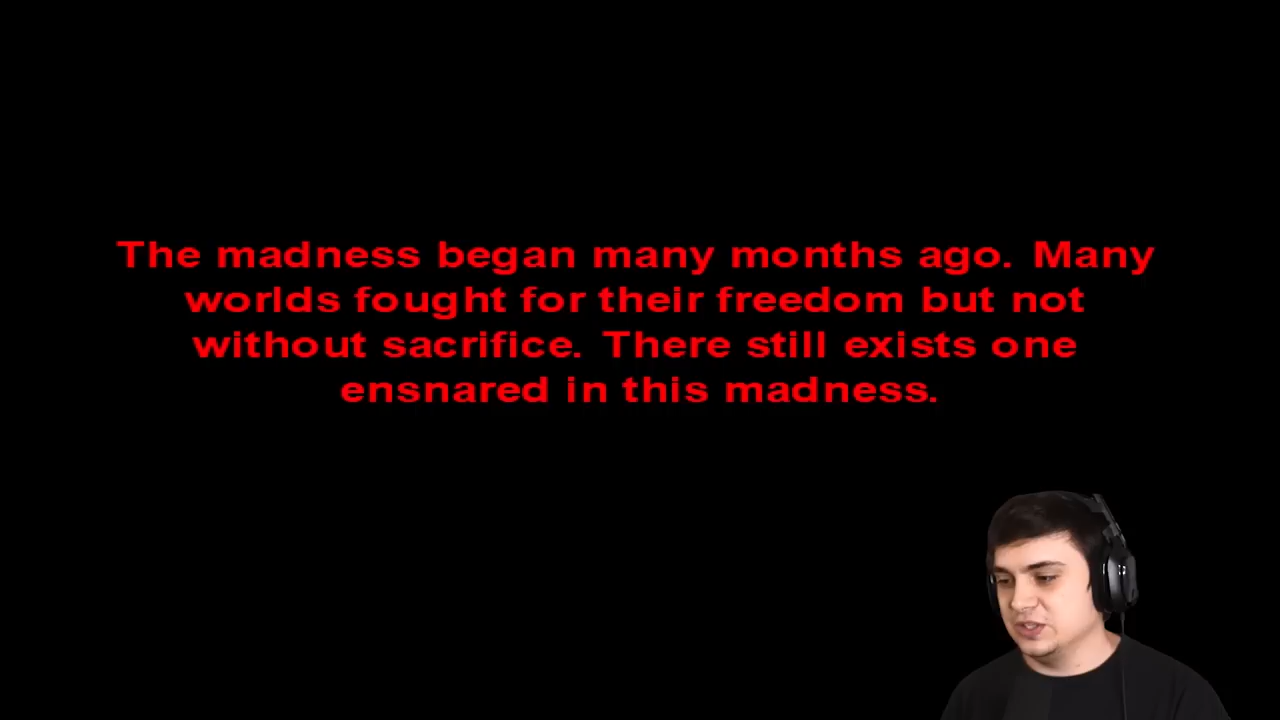 The madness began many months ago. Many
worlds fought for their freedom but not
without sacrifice. There still exists one
ensnared in this madness.